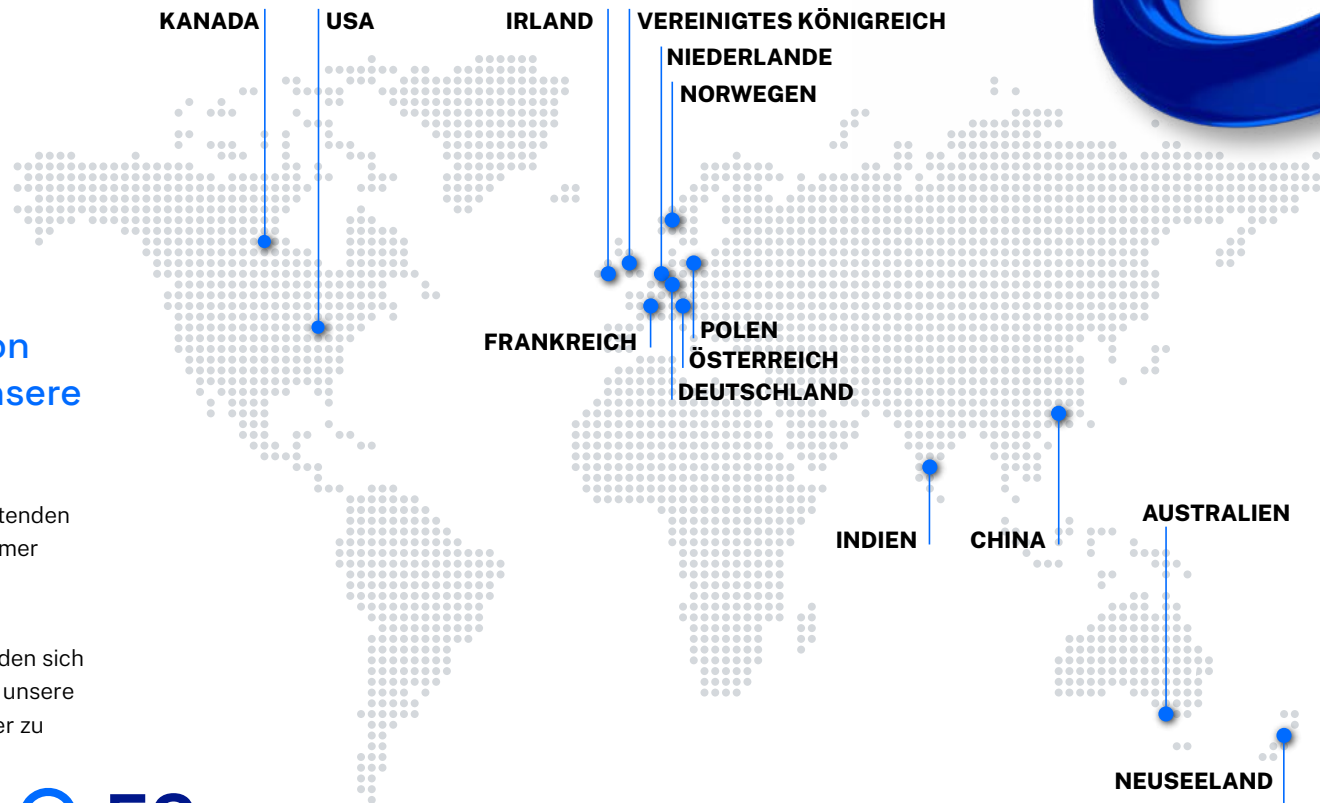 KANADA
USA
IRLAND
VEREINIGTES KÖNIGREICH
NIEDERLANDE
NORWEGEN
FRANKREICH
POLEN
ÖSTERREICH
DEUTSCHLAND
INDIEN
CHINA
AUSTRALIEN
NEUSEELAND
on
nsere
tenden
mer
den sich
unsere
er zu